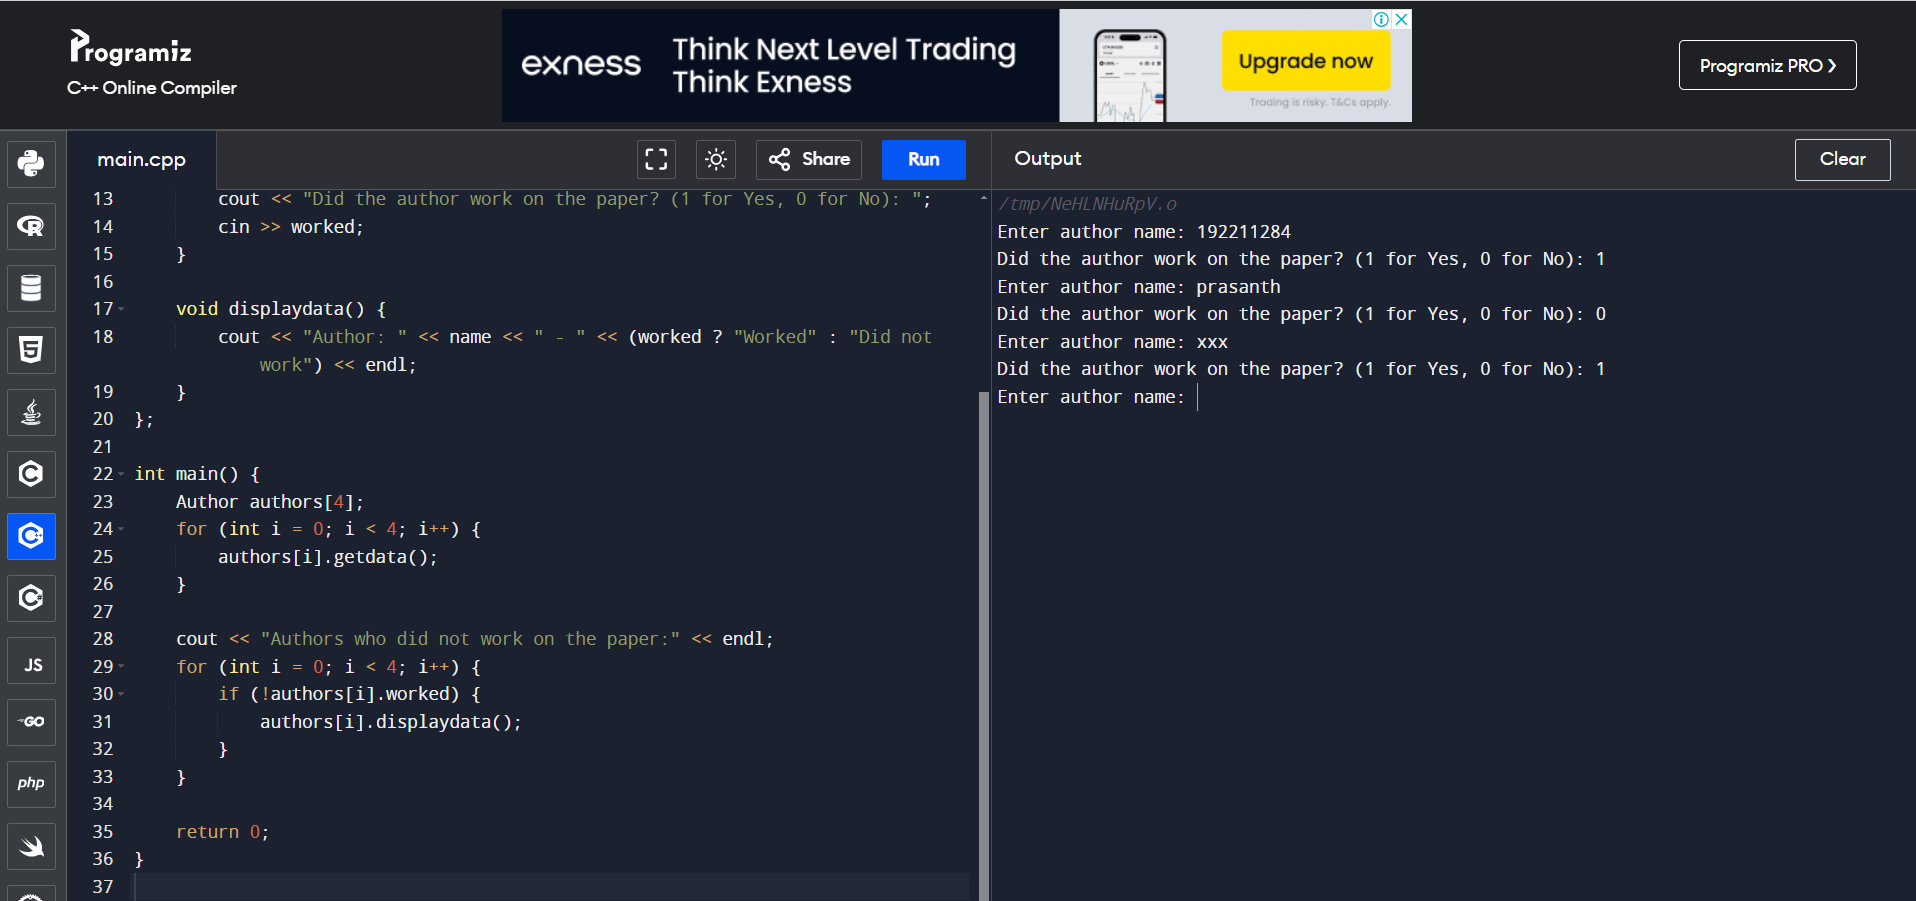 Programiz
C++ Online Compiler
exness
Think Next Level Trading
Think Exness
Upgrade now
Trading is risky. T&Cs apply.
Programiz PRO ❯
main.cpp
Share
Run
13 cout << "Did the author work on the paper? (1 for Yes, 0 for No): ";
14 cin >> worked;
15 }
16
17 void displaydata() {
18 cout << "Author: " << name << " - " << (worked ? "Worked" : "Did not
work") << endl;
19 }
20 };
21
22 int main() {
23 Author authors[4];
24 for (int i = 0; i < 4; i++) {
25 authors[i].getdata();
26 }
27
28 cout << "Authors who did not work on the paper:" << endl;
29 for (int i = 0; i < 4; i++) {
30 if (!authors[i].worked) {
31 authors[i].displaydata();
32 }
33 }
34
35 return 0;
36 }
37
Output
Clear
/tmp/NeHLNHuRpV.o
Enter author name: 192211284
Did the author work on the paper? (1 for Yes, 0 for No): 1
Enter author name: prasanth
Did the author work on the paper? (1 for Yes, 0 for No): 0
Enter author name: xxx
Did the author work on the paper? (1 for Yes, 0 for No): 1
Enter author name:
R
5
C
C
C
JS
GO
php